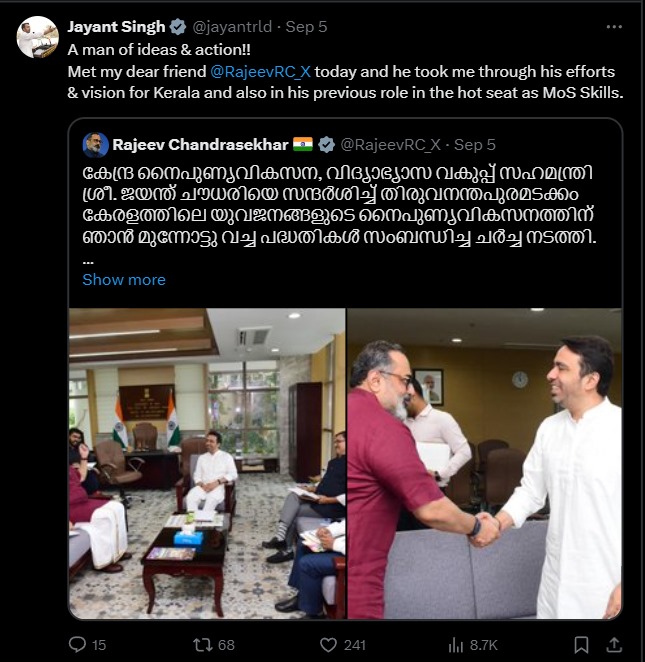 Jayant Singh @jayantrld · Sep 5
A man of ideas & action!!
Met my dear friend @RajeevRC_X today and he took me through his efforts
& vision for Kerala and also in his previous role in the hot seat as MoS Skills.
Rajeev Chandrasekhar 🇮🇳 @RajeevRC_X · Sep 5
കേന്ദ്ര നൈപുണ്യവികസന, വിദ്യാഭ്യാസ വകുപ്പ് സഹമന്ത്രി
ശ്രീ. ജയന്ത് ചൗധരിയെ സന്ദർശിച്ച് തിരുവനന്തപുരമടക്കം
കേരളത്തിലെ യുവജനങ്ങളുടെ നൈപുണ്യവികസനത്തിന്
ഞാൻ മുന്നോട്ടു വച്ച പദ്ധതികൾ സംബന്ധിച്ച ചർച്ച നടത്തി.
...
Show more
15 68 241 8.7K